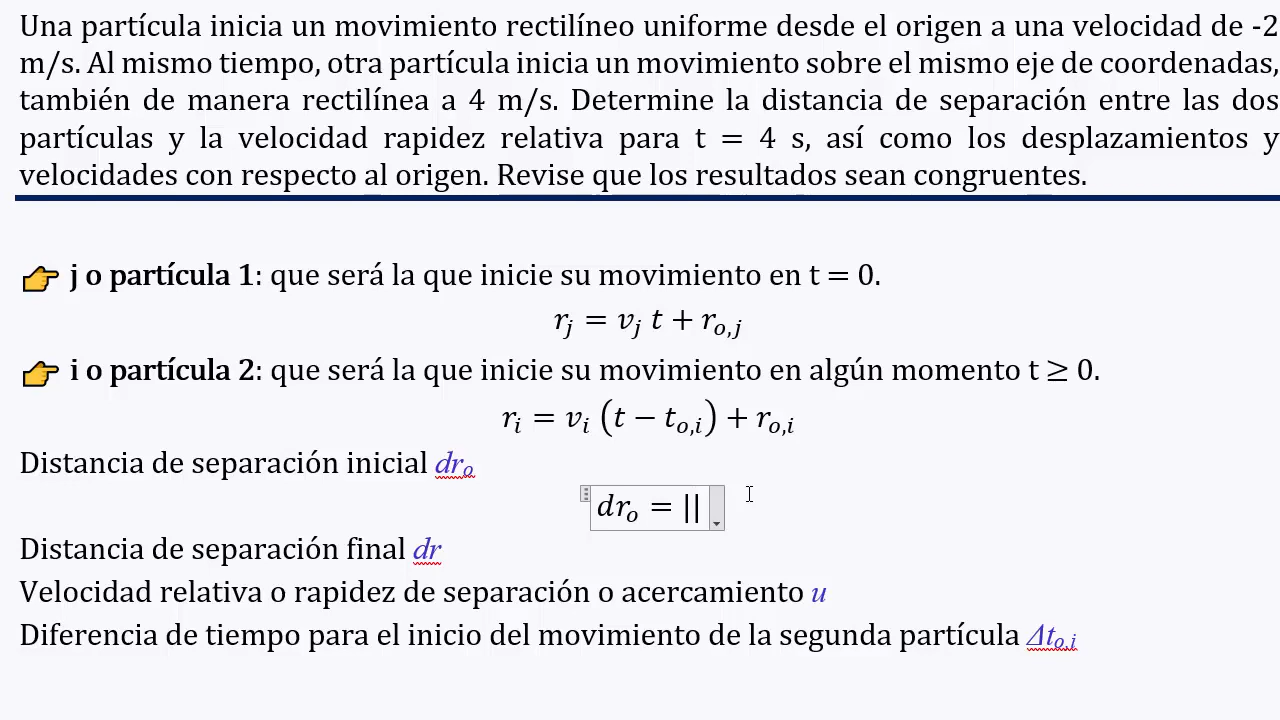 Una partícula inicia un movimiento rectilíneo uniforme desde el origen a una velocidad de -2
m/s. Al mismo tiempo, otra partícula inicia un movimiento sobre el mismo eje de coordenadas,
también de manera rectilínea a 4 m/s. Determine la distancia de separación entre las dos
partículas y la velocidad rapidez relativa para t = 4 s, así como los desplazamientos y
velocidades con respecto al origen. Revise que los resultados sean congruentes.
👉 j o partícula 1: que será la que inicie su movimiento en t = 0.
r_j = v_j t + r_{o,j}
👉 i o partícula 2: que será la que inicie su movimiento en algún momento t ≥ 0.
r_i = v_i (t − t_{o,i}) + r_{o,i}
Distancia de separación inicial dr_o
dr_o = ||
Distancia de separación final dr
Velocidad relativa o rapidez de separación o acercamiento u
Diferencia de tiempo para el inicio del movimiento de la segunda partícula Δt_{o,i}